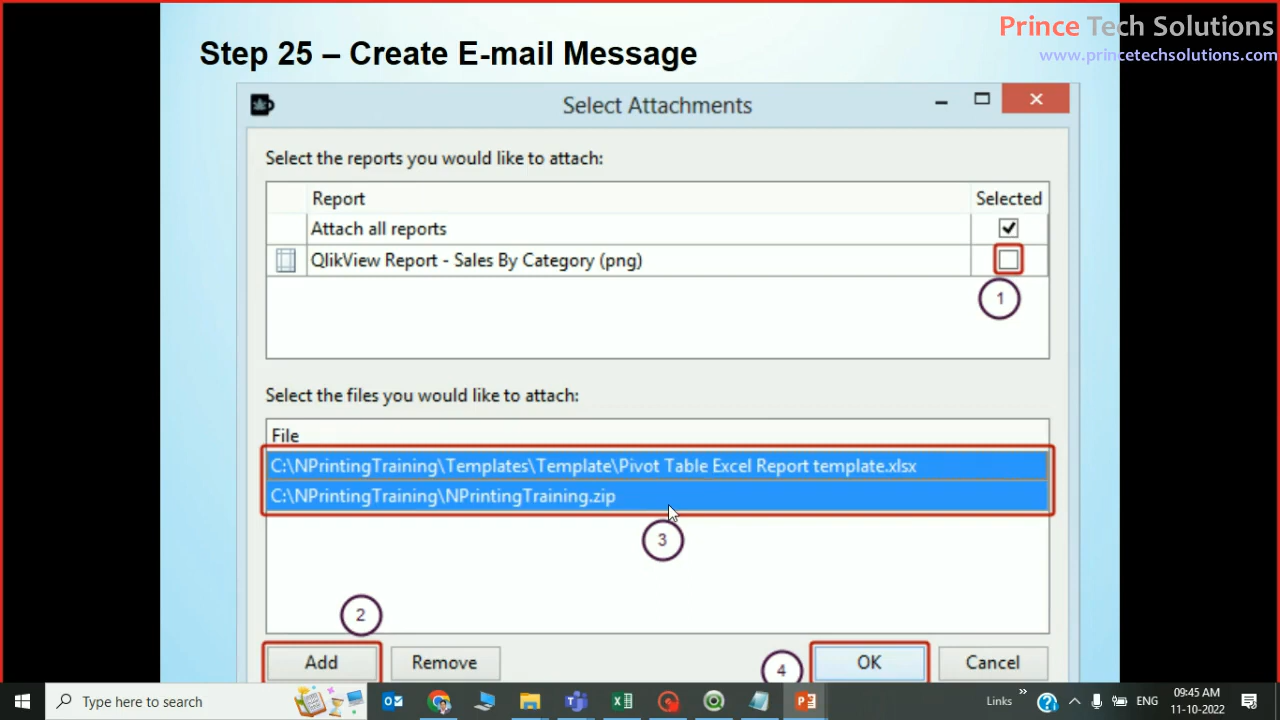 Prince Tech Solutions
www.princetechsolutions.com
Step 25 – Create E-mail Message
Select Attachments
Select the reports you would like to attach:
Report Selected
Attach all reports
QlikView Report - Sales By Category (png)
1
Select the files you would like to attach:
File
C:\NPrintingTraining\Templates\Template\Pivot Table Excel Report template.xlsx
C:\NPrintingTraining\NPrintingTraining.zip
3
2
4
Add Remove OK Cancel
Type here to search
Links
ENG
09:45 AM
11-10-2022